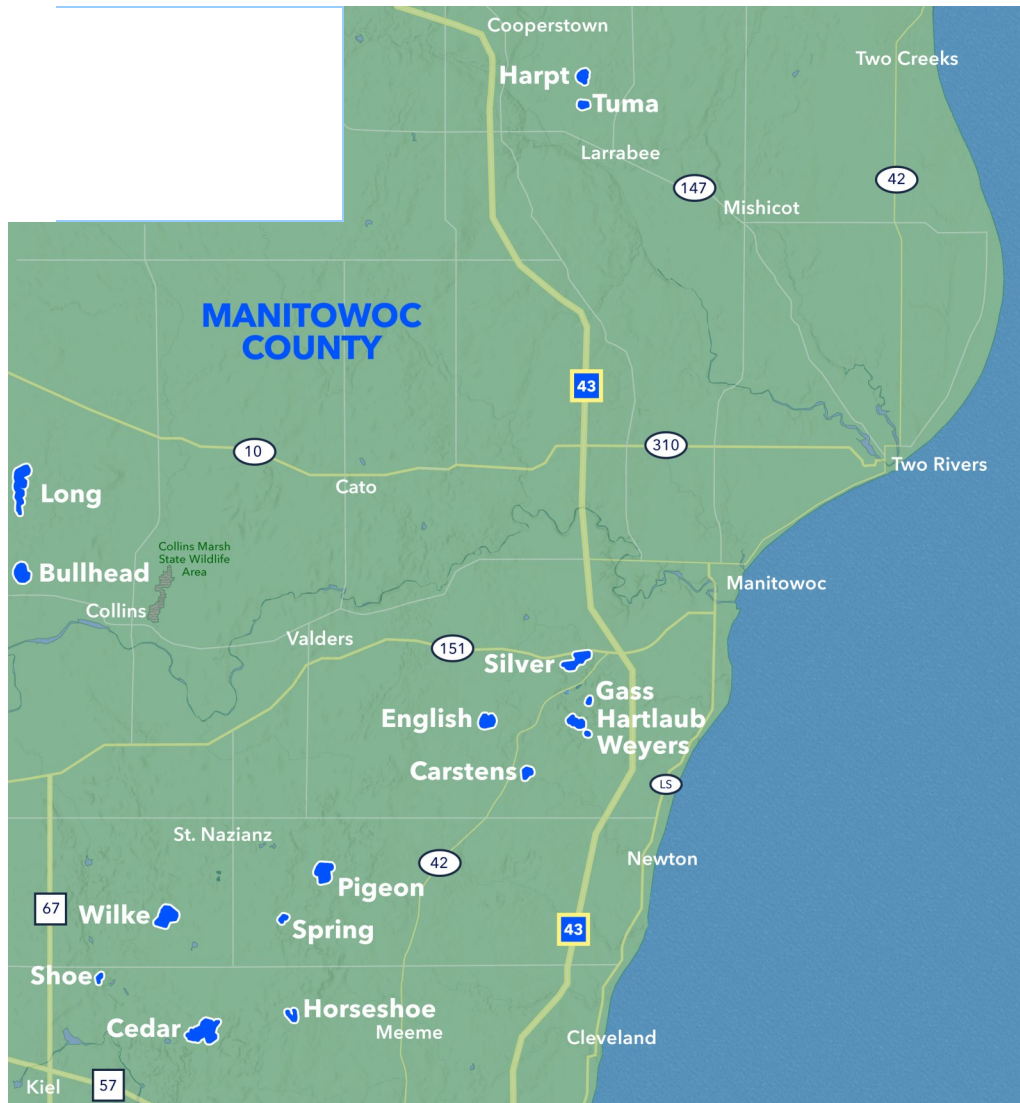 Cooperstown
Two Creeks
Harpt
Tuma
Larrabee
147
42
Mishicot
MANITOWOC
COUNTY
43
10
310
Two Rivers
Cato
Long
Collins Marsh
State Wildlife
Area
Bullhead
Manitowoc
Collins
Valders
151
Silver
Gass
English
Hartlaub
Weyers
Carstens
LS
St. Nazianz
42
Newton
Pigeon
67
Wilke
Spring
43
Shoe
Horseshoe
Cedar
Meeme
Cleveland
Kiel
57